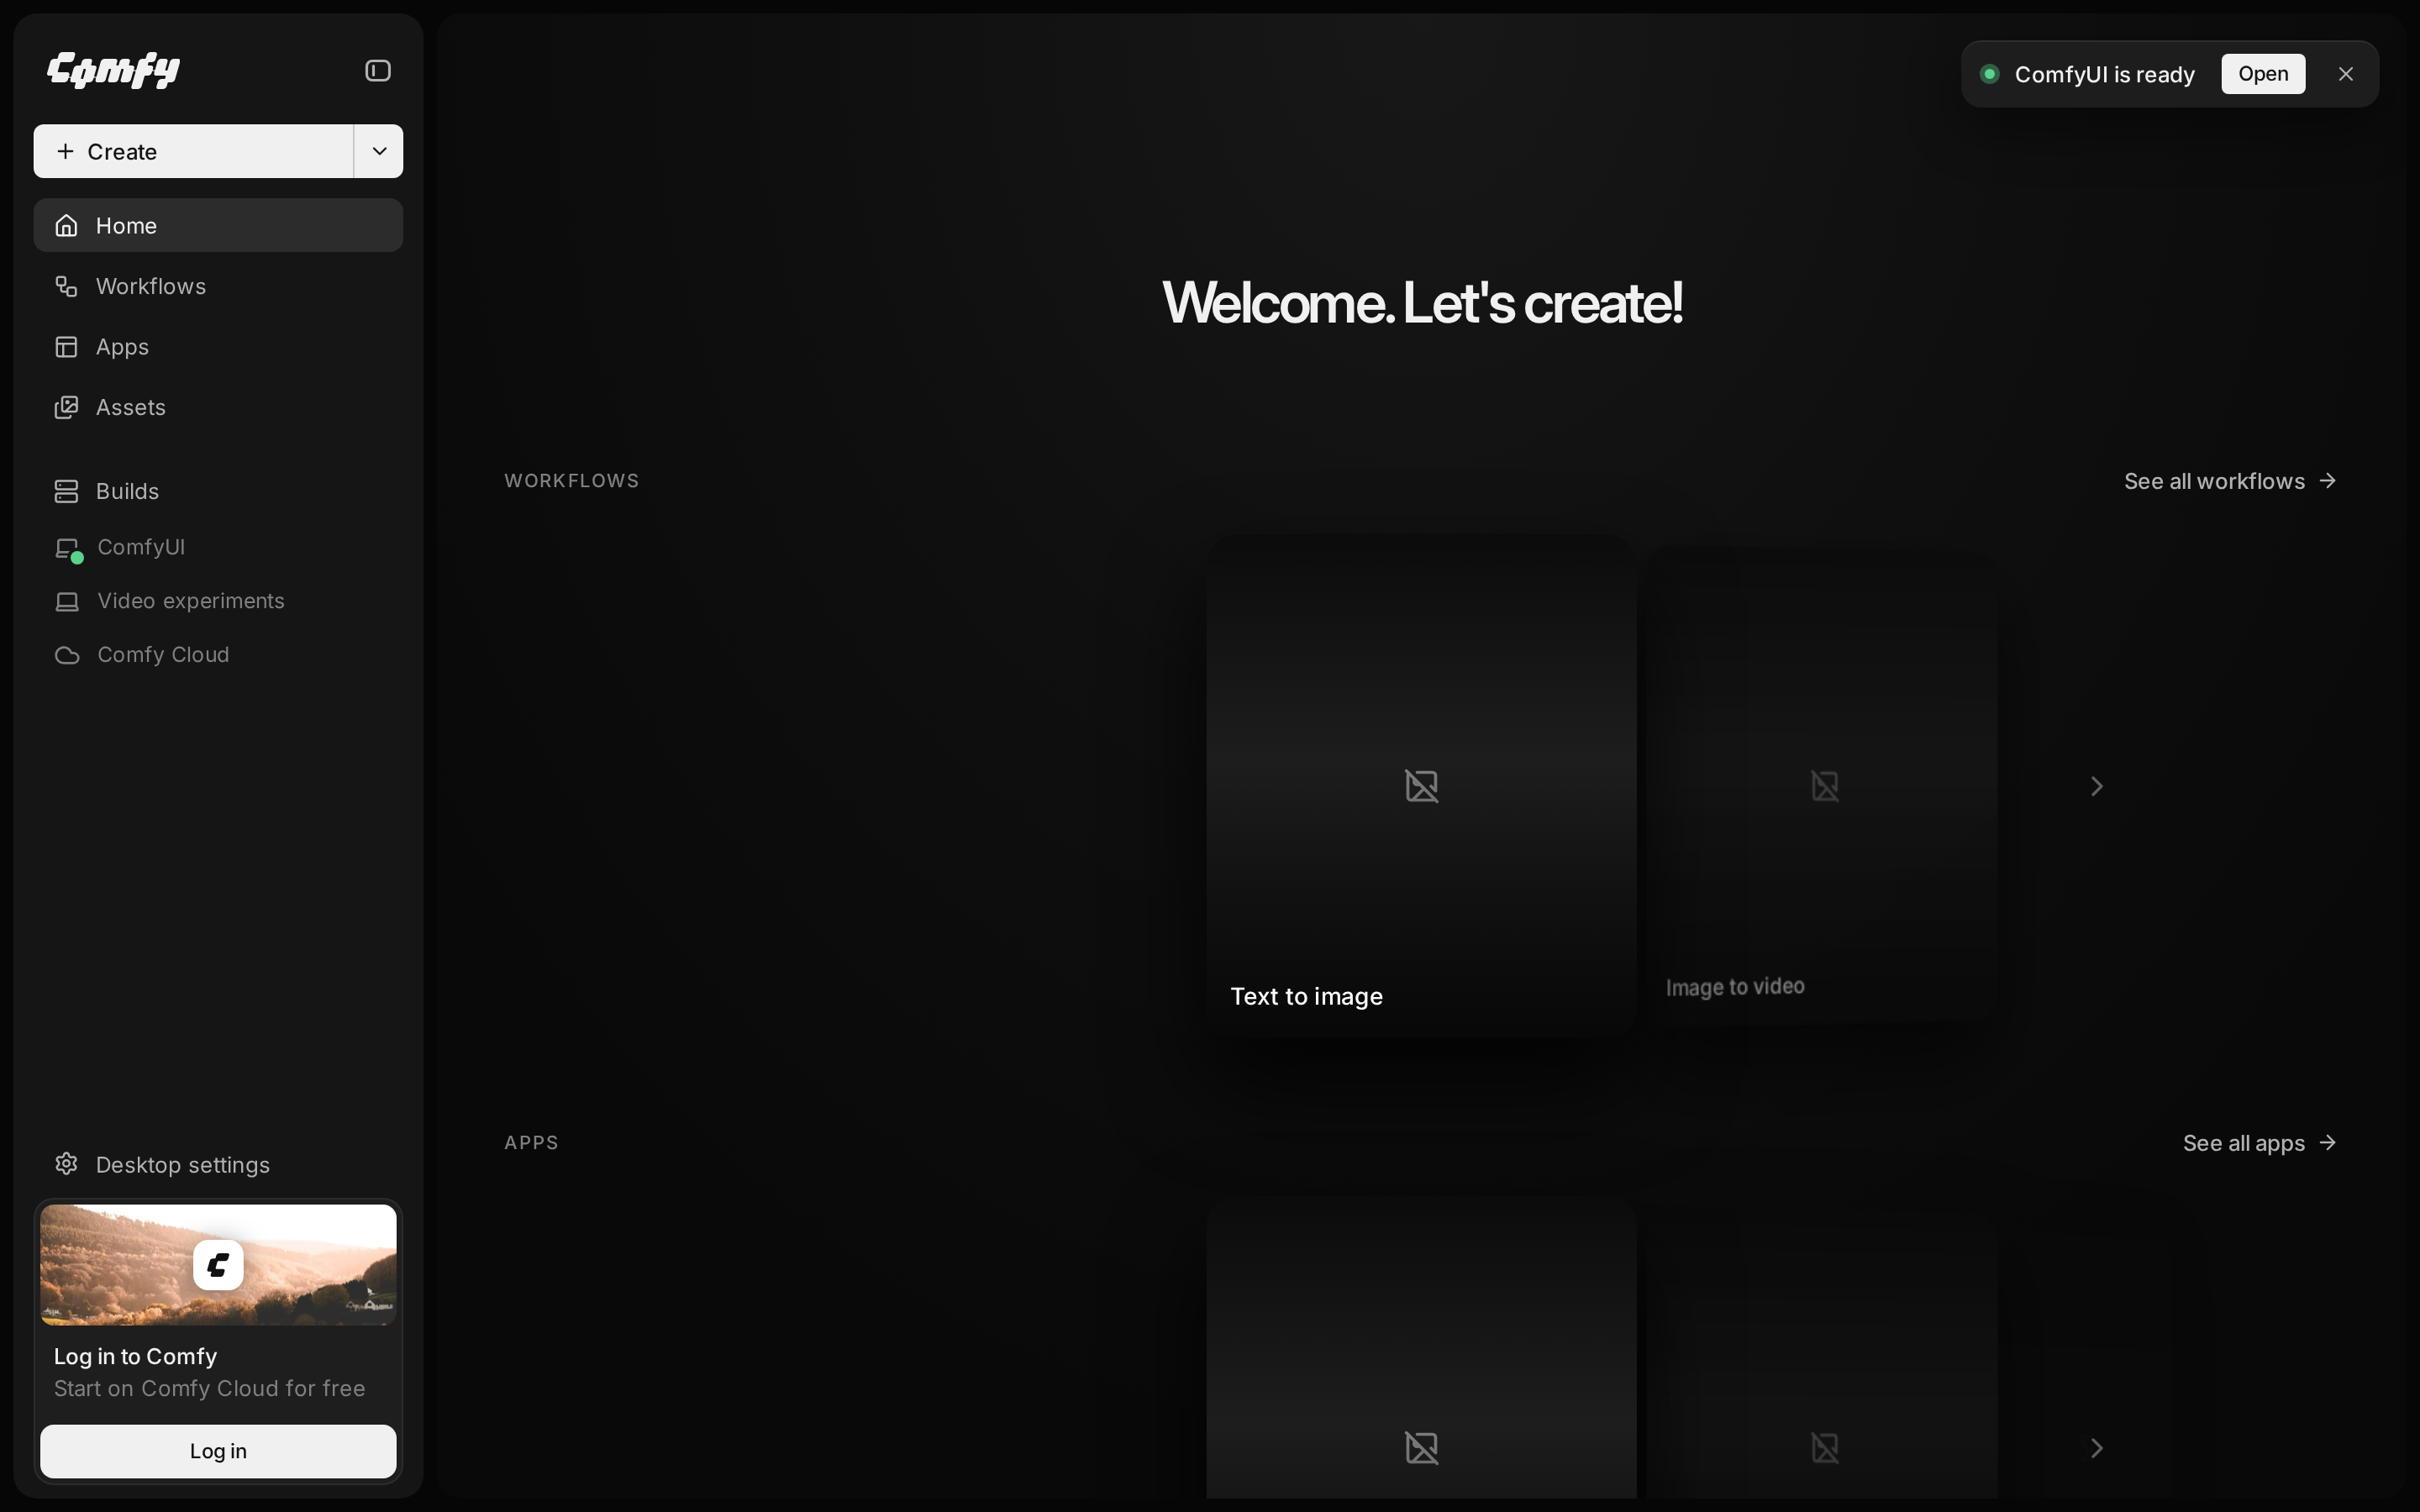 Comfy
Create
Home
Workflows
Apps
Assets
Builds
ComfyUI
Video experiments
Comfy Cloud
Desktop settings
Log in to Comfy
Start on Comfy Cloud for free
Log in
ComfyUI is ready
Open
Welcome. Let's create!
WORKFLOWS
See all workflows
Text to image
Image to video
APPS
See all apps